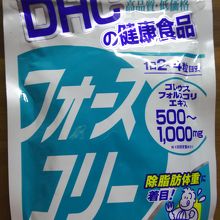 DHC
高品質・低価格
の健康食品
1日2〜4粒目安
コレウス
フォルスコリ
エキス
500〜
1,000mg
フォース
コリー
除脂肪体重に
着目!